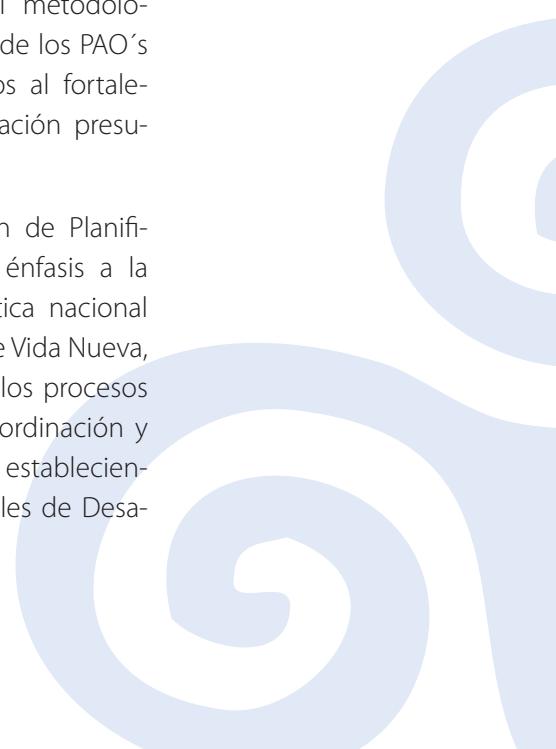 metodolo-
de los PAO´s
os al fortale-
ación presu-
n de Planifi-
énfasis a la
tica nacional
e Vida Nueva,
los procesos
ordinación y
establecien-
les de Desa-